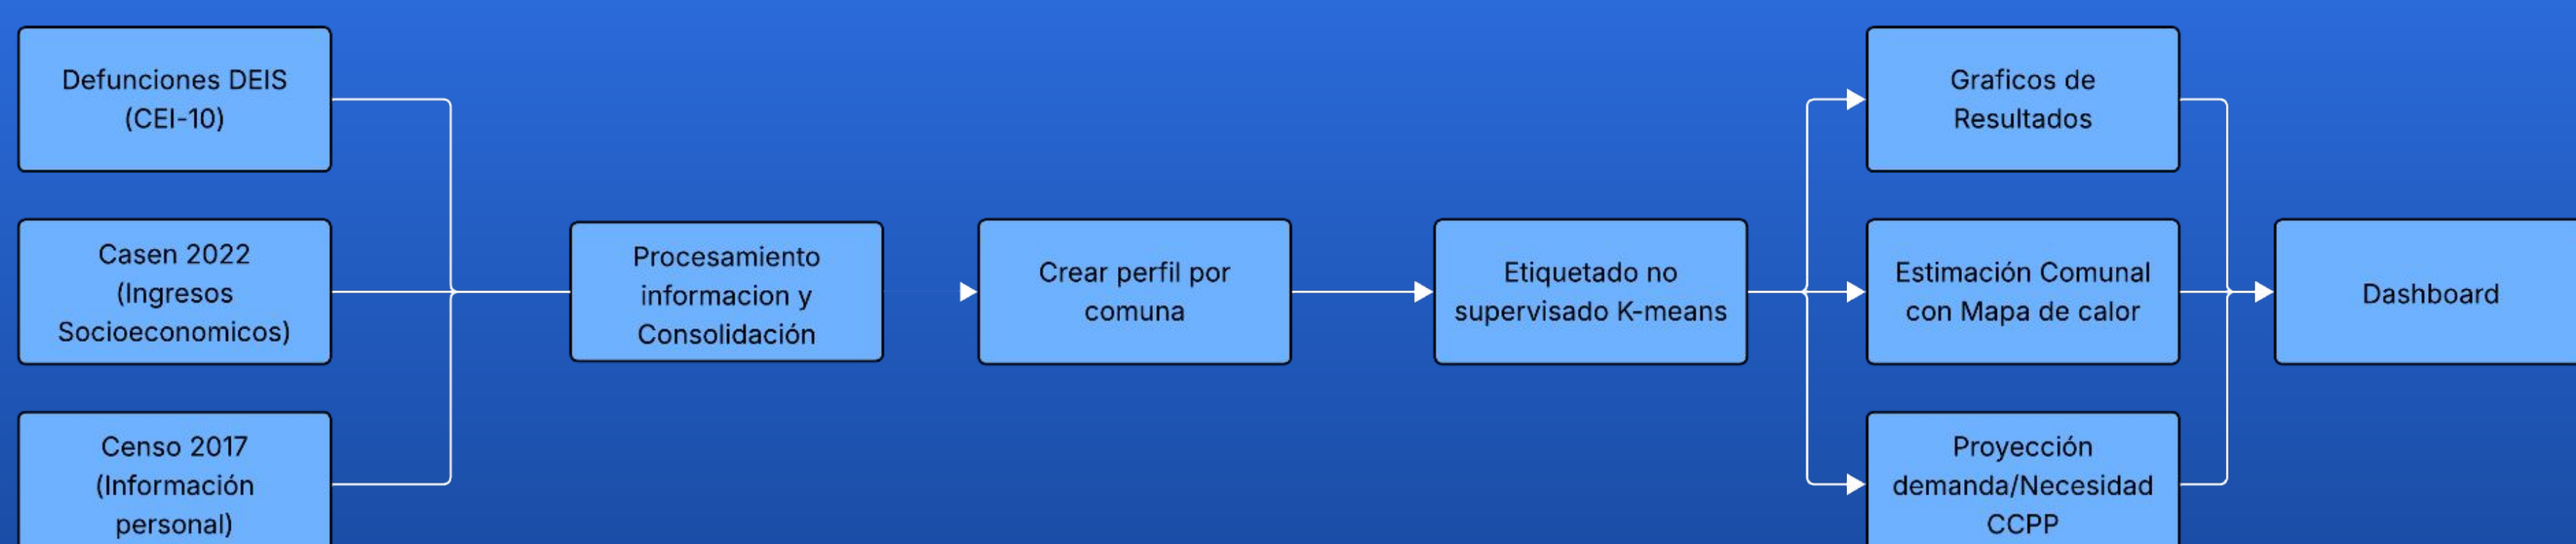 Defunciones DEIS
(CEI-10)
Casen 2022
(Ingresos
Socioeconomicos)
Censo 2017
(Información
personal)
Procesamiento
informacion y
Consolidación
Crear perfil por
comuna
Etiquetado no
supervisado K-means
Graficos de
Resultados
Estimación Comunal
con Mapa de calor
Proyección
demanda/Necesidad
CCPP
Dashboard